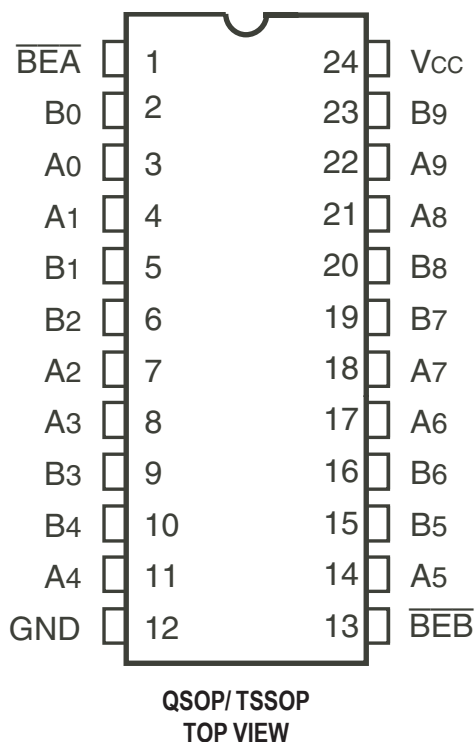 B̅E̅A̅ 1 24 VCC
B0 2 23 B9
A0 3 22 A9
A1 4 21 A8
B1 5 20 B8
B2 6 19 B7
A2 7 18 A7
A3 8 17 A6
B3 9 16 B6
B4 10 15 B5
A4 11 14 A5
GND 12 13 B̅E̅B̅
QSOP/ TSSOP
TOP VIEW